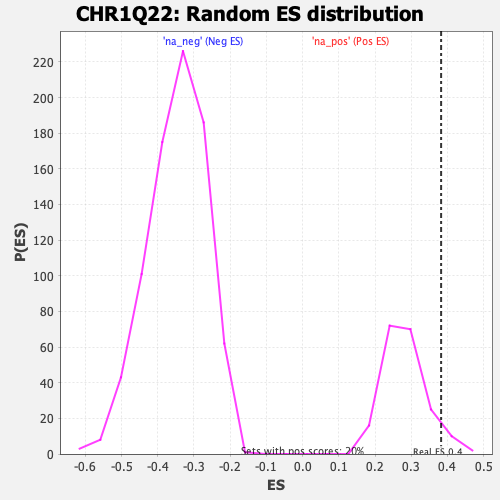 CHR1Q22: Random ES distribution
'na_neg' (Neg ES) 'na_pos' (Pos ES)
220
200
180
160
140
120
100
80
60
40
20
0
P(ES)
Sets with pos scores: 20%
Real ES 0.4
-0.6 -0.5 -0.4 -0.3 -0.2 -0.1 0.0 0.1 0.2 0.3 0.4 0.5
ES